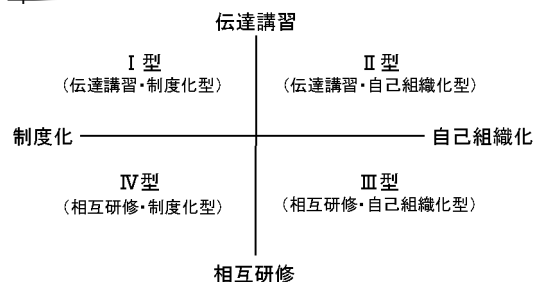 伝達講習
Ⅰ型
(伝達講習・制度化型)
Ⅱ型
(伝達講習・自己組織化型)
制度化
自己組織化
Ⅳ型
(相互研修・制度化型)
Ⅲ型
(相互研修・自己組織化型)
相互研修